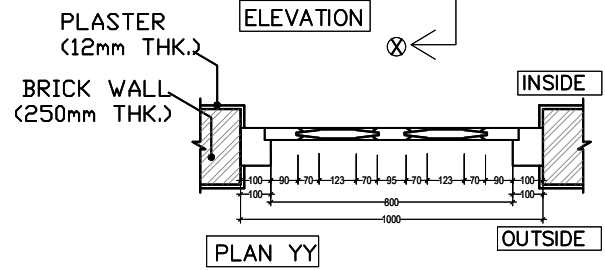 ELEVATION
PLASTER
(12mm THK.)
X
BRICK WALL
(250mm THK.)
INSIDE
100 90 70 123 70 95 70 123 70 90 100
100 800 100
1000
OUTSIDE
PLAN YY